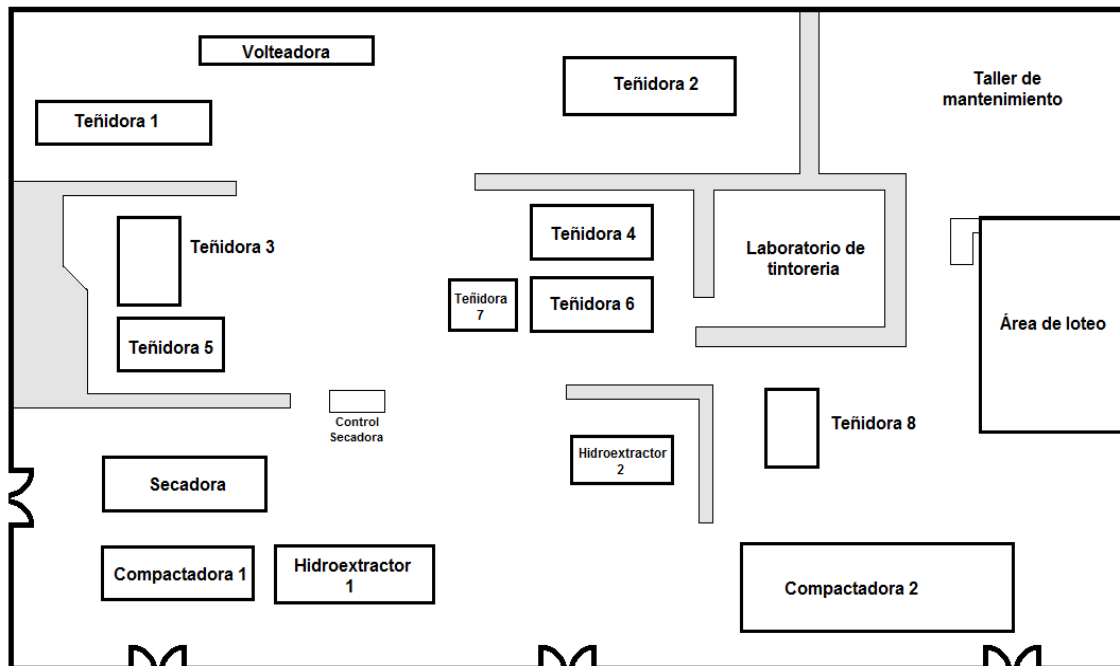 Volteadora
Teñidora 2
Taller de
mantenimiento
Teñidora 1
Teñidora 3
Teñidora 4
Laboratorio de
tintoreria
Teñidora
7
Teñidora 6
Área de loteo
Teñidora 5
Control
Secadora
Teñidora 8
Hidroextractor
2
Secadora
Compactadora 1
Hidroextractor
1
Compactadora 2